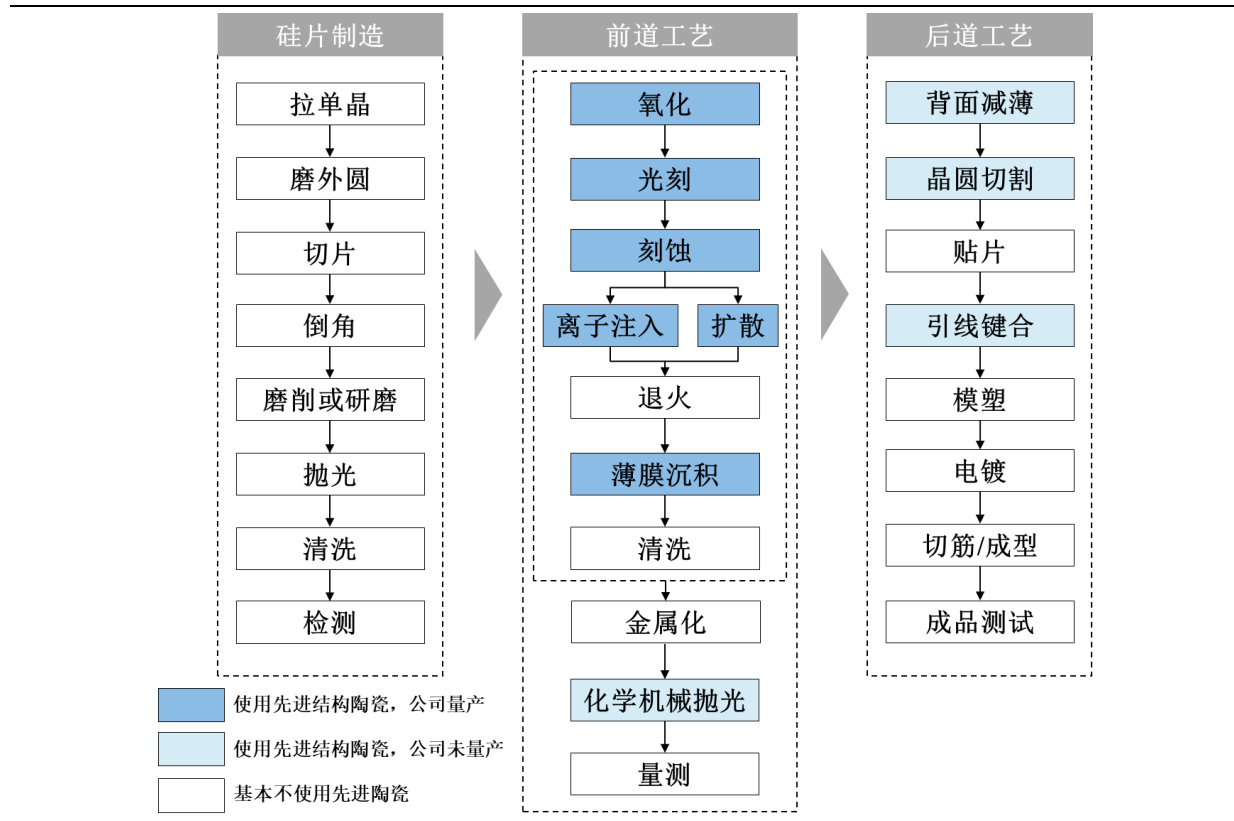 硅片制造
拉单晶
磨外圆
切片
倒角
磨削或研磨
抛光
清洗
检测
前道工艺
氧化
光刻
刻蚀
离子注入
扩散
退火
薄膜沉积
清洗
金属化
化学机械抛光
量测
后道工艺
背面减薄
晶圆切割
贴片
引线键合
模塑
电镀
切筋/成型
成品测试
使用先进结构陶瓷，公司量产
使用先进结构陶瓷，公司未量产
基本不使用先进陶瓷